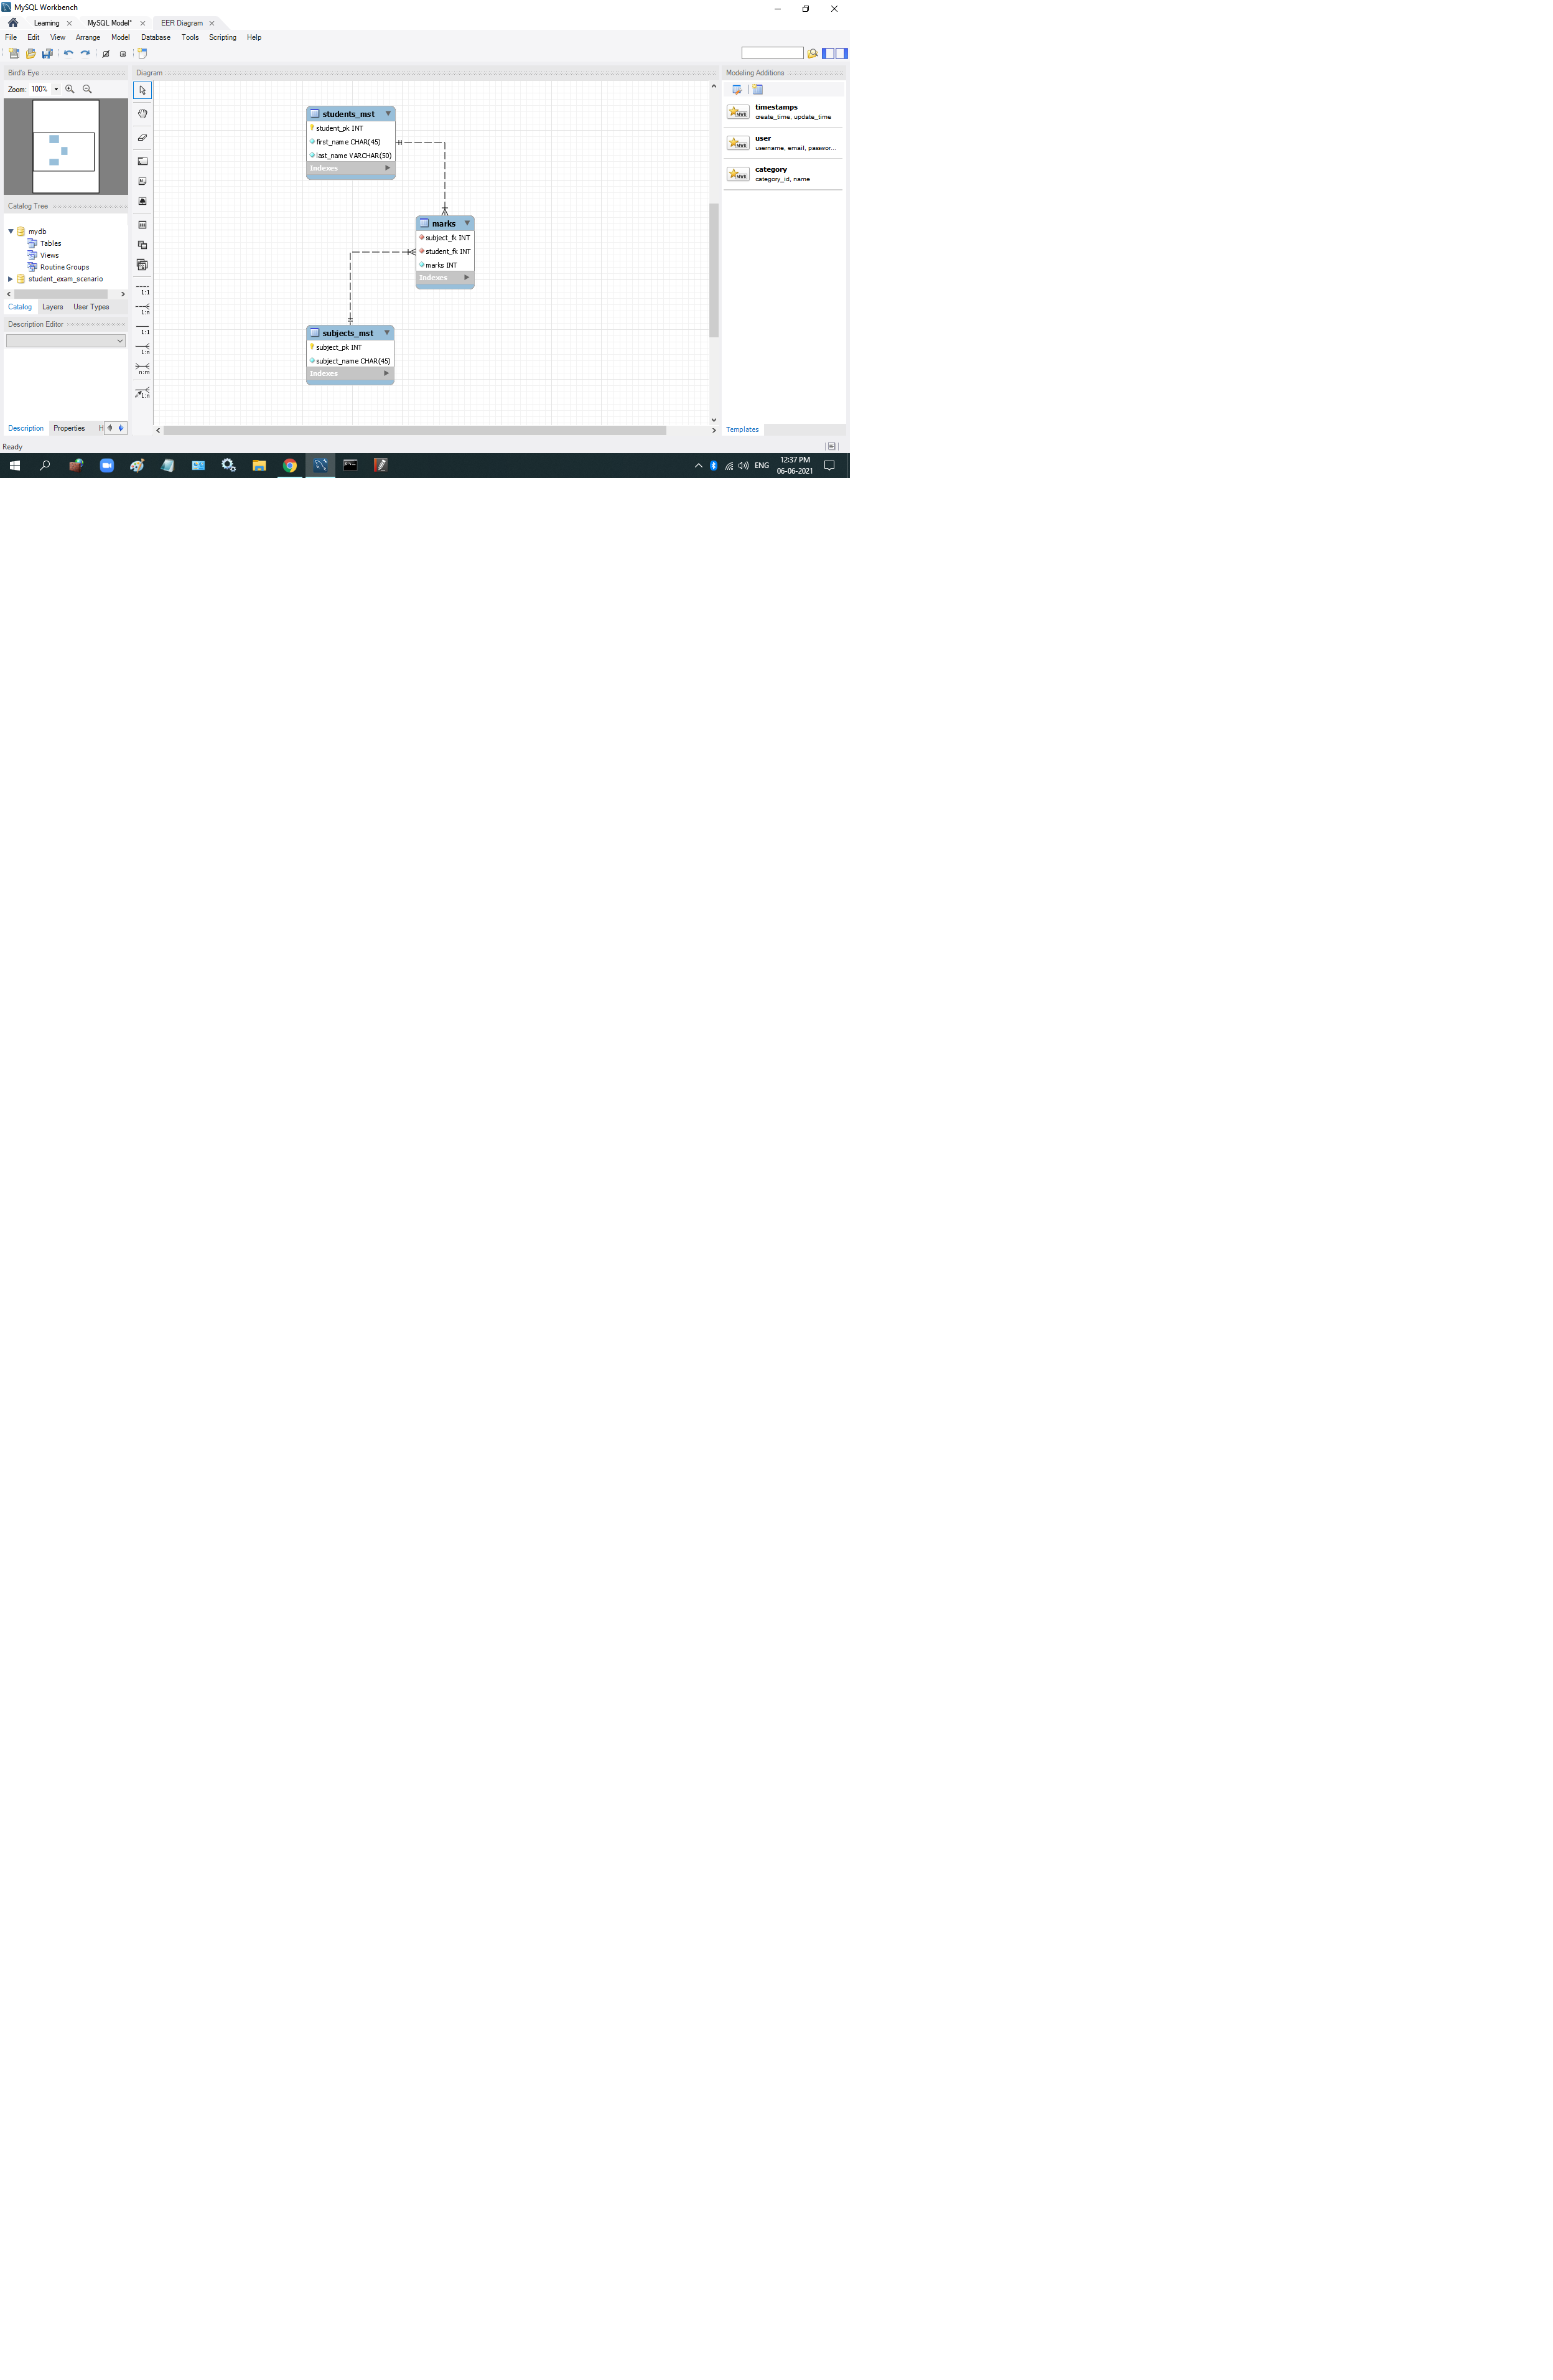 MySQL Workbench
Learning
MySQL Model*
EER Diagram
File Edit View Arrange Model Database Tools Scripting Help
Bird's Eye
Zoom: 100%
Catalog Tree
mydb
Tables
Views
Routine Groups
student_exam_scenario
Catalog Layers User Types
Description Editor
Description Properties H
Ready
Diagram
1:1
1:n
1:1
1:n
n:m
1:n
students_mst
student_pk INT
first_name CHAR(45)
last_name VARCHAR(50)
Indexes
marks
subject_fk INT
student_fk INT
marks INT
Indexes
subjects_mst
subject_pk INT
subject_name CHAR(45)
Indexes
Modeling Additions
timestamps
create_time, update_time
user
username, email, passwor...
category
category_id, name
Templates
ENG
12:37 PM
06-06-2021